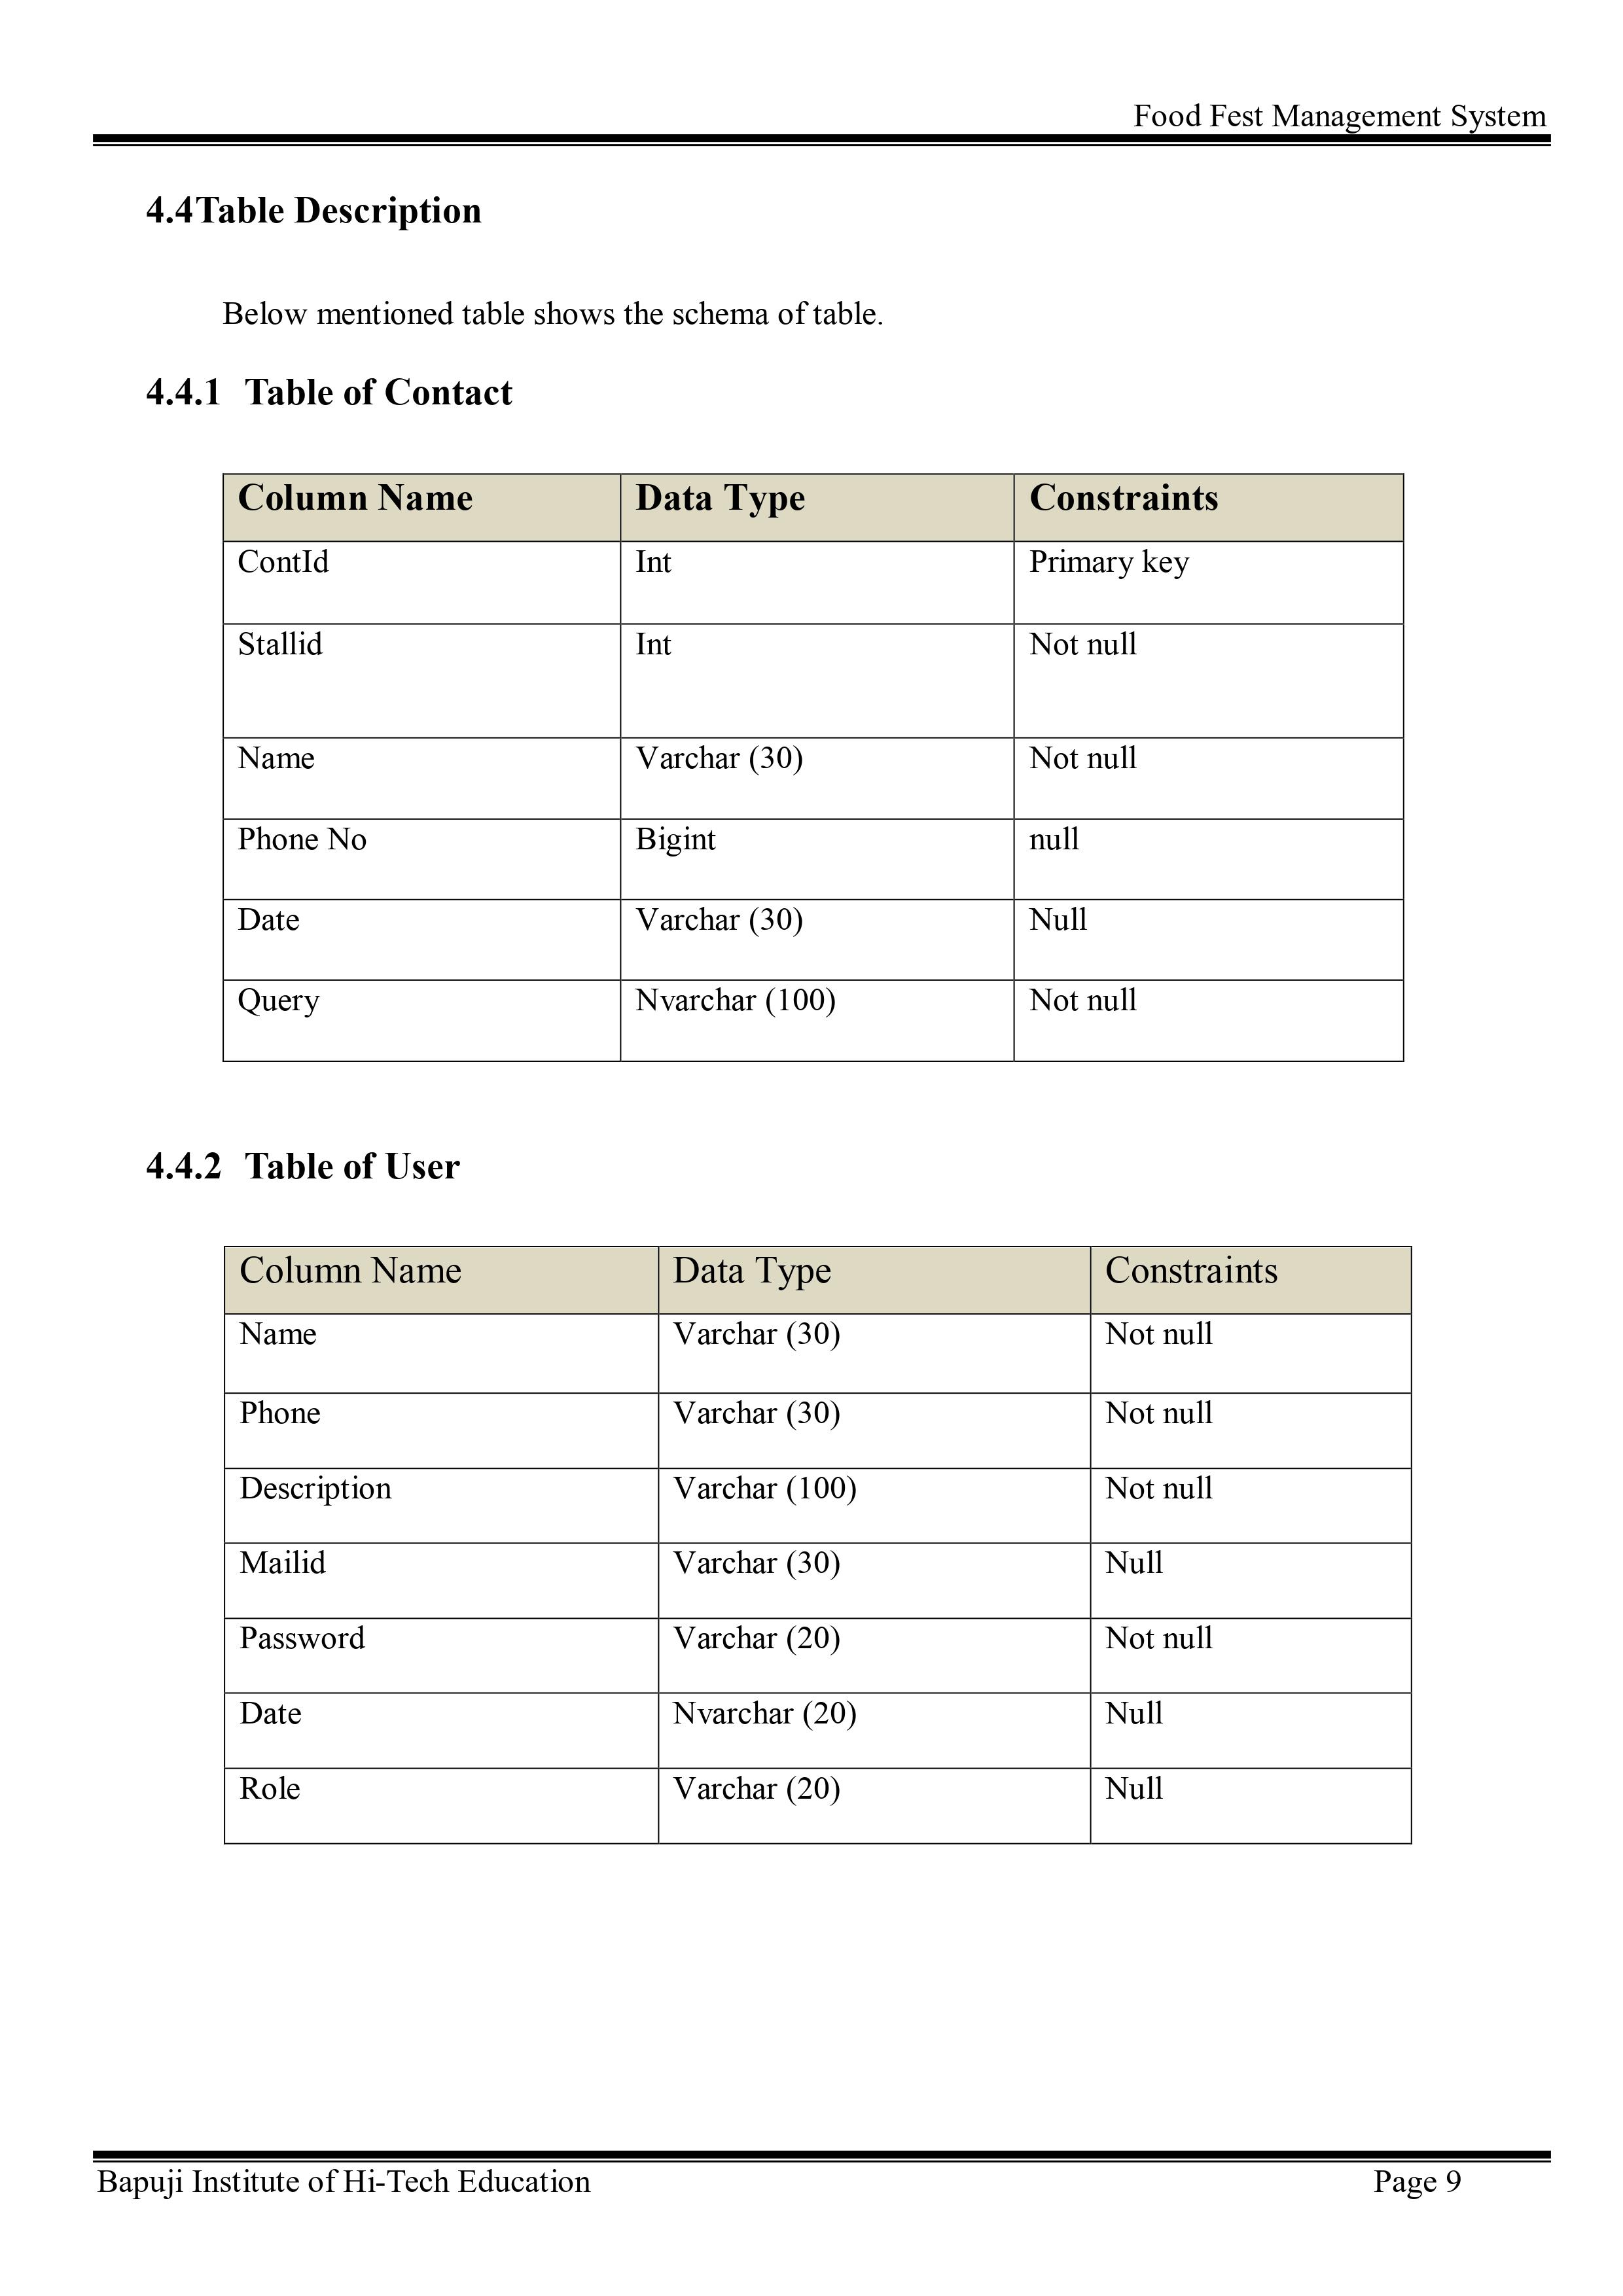 Food Fest Management System
4.4Table Description
Below mentioned table shows the schema of table.
4.4.1 Table of Contact
Column Name Data Type Constraints
ContId Int Primary key
Stallid Int Not null
Name Varchar (30) Not null
Phone No Bigint null
Date Varchar (30) Null
Query Nvarchar (100) Not null
4.4.2 Table of User
Column Name Data Type Constraints
Name Varchar (30) Not null
Phone Varchar (30) Not null
Description Varchar (100) Not null
Mailid Varchar (30) Null
Password Varchar (20) Not null
Date Nvarchar (20) Null
Role Varchar (20) Null
Bapuji Institute of Hi-Tech Education Page 9